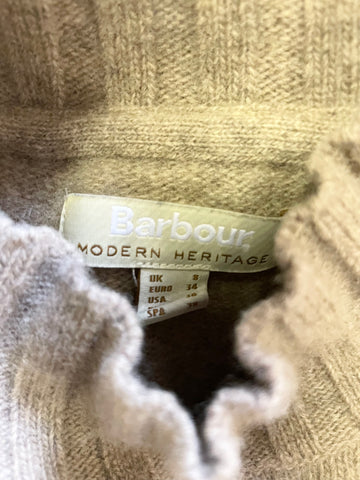 Barbour
MODERN HERITAGE
UK 8
EURO 34
USA
SPA